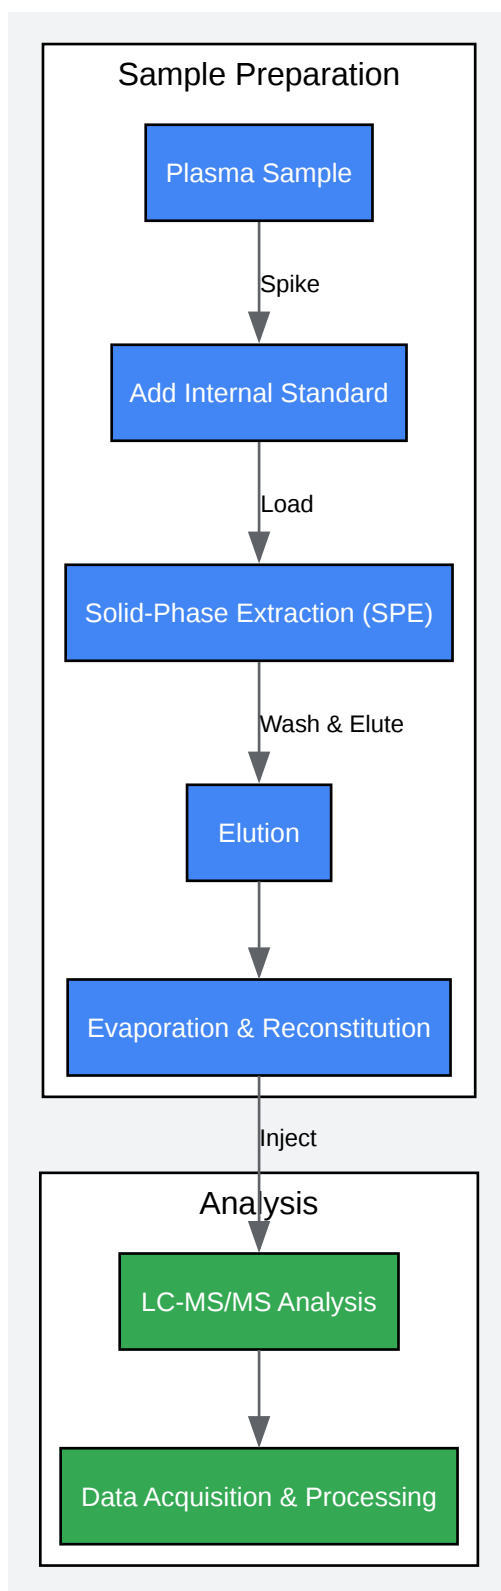 Sample Preparation
Plasma Sample
Spike
Add Internal Standard
Load
Solid-Phase Extraction (SPE)
Wash & Elute
Elution
Evaporation & Reconstitution
Inject
Analysis
LC-MS/MS Analysis
Data Acquisition & Processing